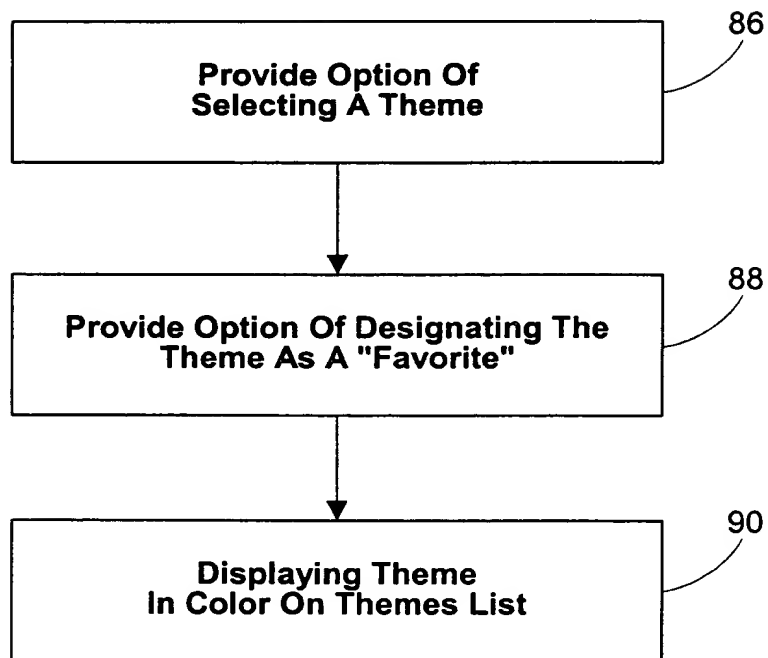 86
Provide Option Of
Selecting A Theme
88
Provide Option Of Designating The
Theme As A "Favorite"
90
Displaying Theme
In Color On Themes List